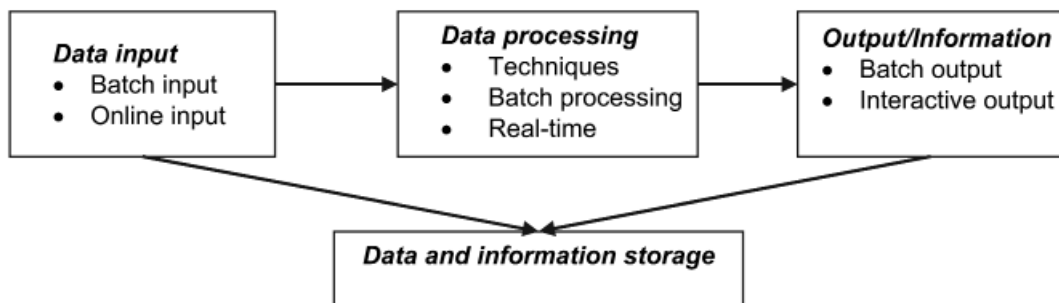 Data input
• Batch input
• Online input
Data processing
• Techniques
• Batch processing
• Real-time
Output/Information
• Batch output
• Interactive output
Data and information storage